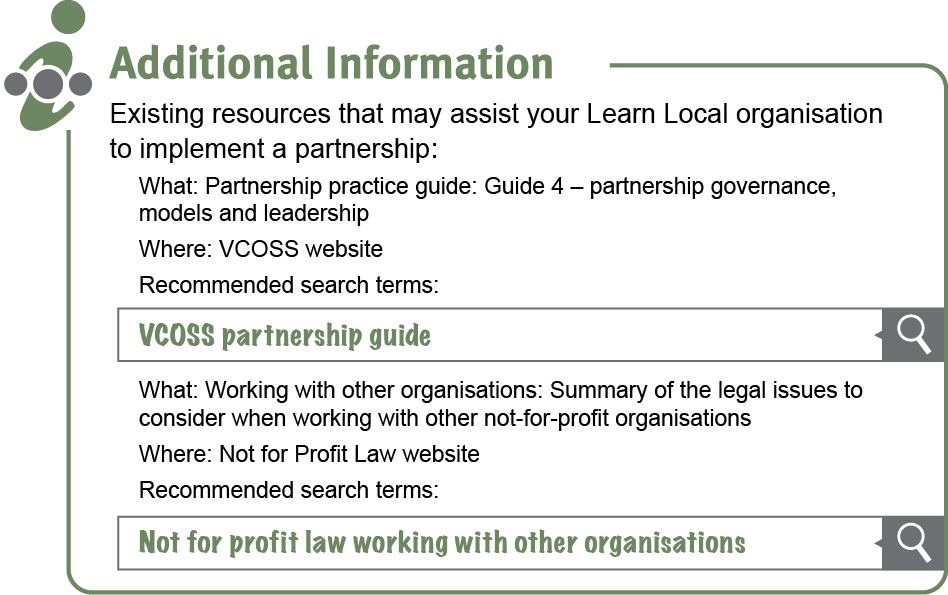 Additional Information
Existing resources that may assist your Learn Local organisation
to implement a partnership:
What: Partnership practice guide: Guide 4 – partnership governance,
models and leadership
Where: VCOSS website
Recommended search terms:
VCOSS partnership guide
What: Working with other organisations: Summary of the legal issues to
consider when working with other not-for-profit organisations
Where: Not for Profit Law website
Recommended search terms:
Not for profit law working with other organisations